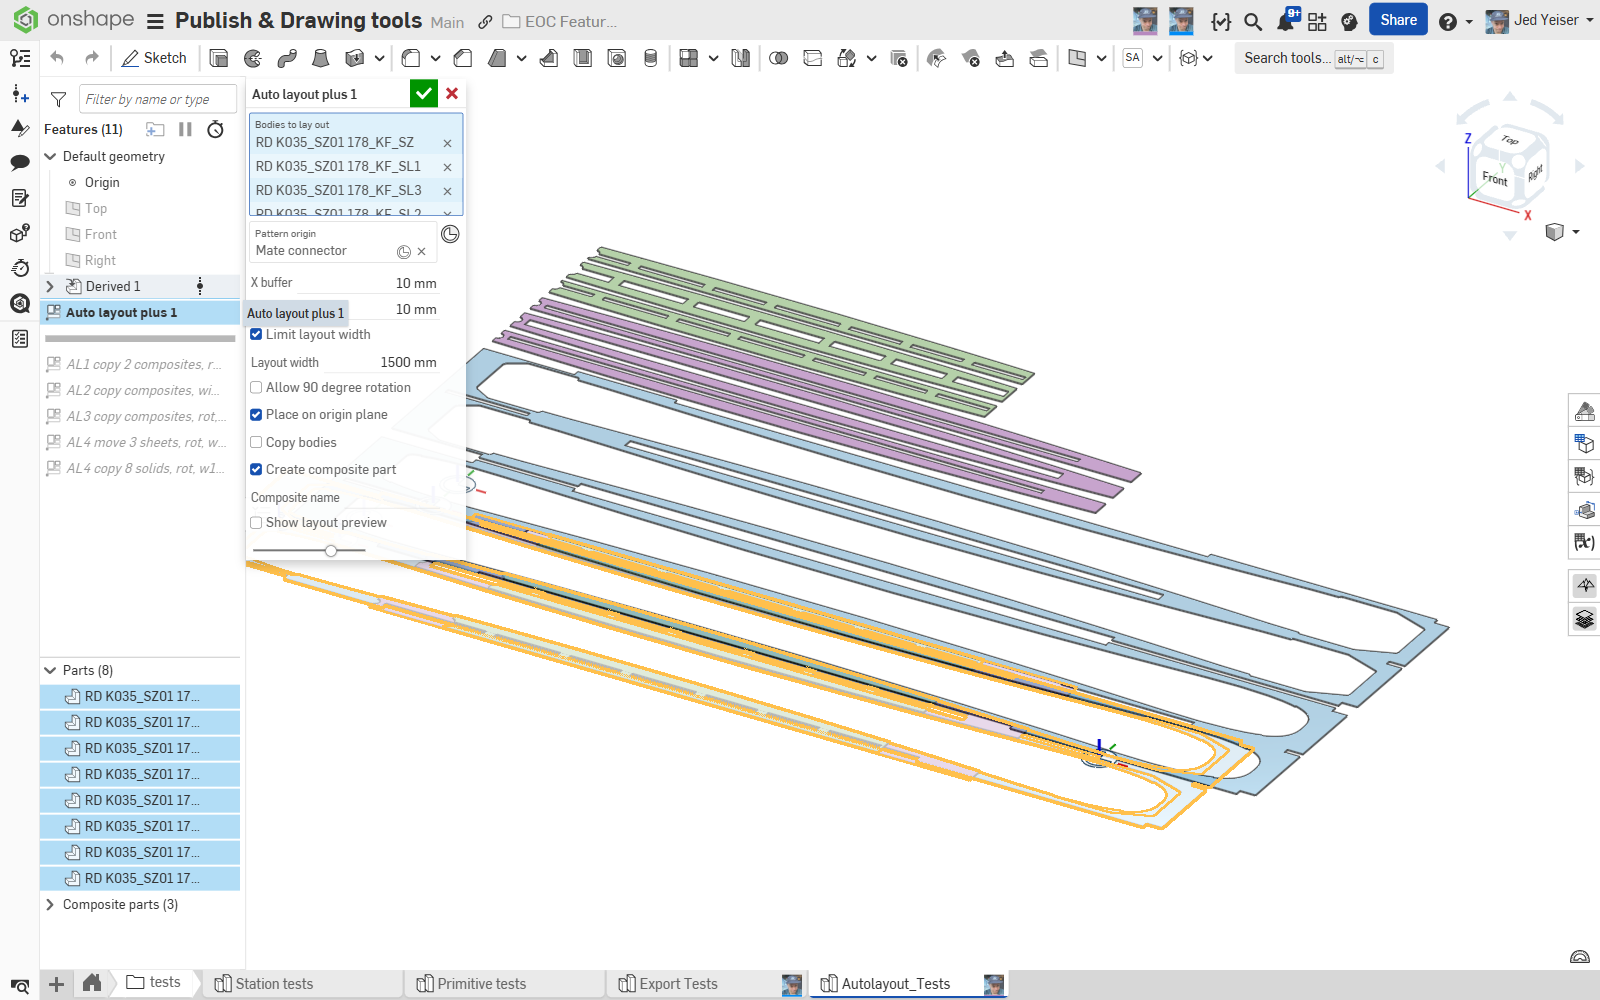 onshape
Publish & Drawing tools
Main
EOC Featur...
9+
Share
Jed Yeiser
Sketch
SA
Search tools...
alt/⌥
c
Filter by name or type
Features (11)
Default geometry
Origin
Top
Front
Right
Derived 1
Auto layout plus 1
AL1 copy 2 composites, r...
AL2 copy composites, wi...
AL3 copy composites, rot,...
AL4 move 3 sheets, rot, w...
AL4 copy 8 solids, rot, w1...
Parts (8)
RD K035_SZ01 17...
RD K035_SZ01 17...
RD K035_SZ01 17...
RD K035_SZ01 17...
RD K035_SZ01 17...
RD K035_SZ01 17...
RD K035_SZ01 17...
RD K035_SZ01 17...
Composite parts (3)
Auto layout plus 1
Bodies to lay out
RD K035_SZ01 178_KF_SZ
RD K035_SZ01 178_KF_SL1
RD K035_SZ01 178_KF_SL3
RD K035_SZ01 178_KF_SL2
Pattern origin
Mate connector
X buffer
10 mm
Auto layout plus 1
10 mm
Limit layout width
Layout width
1500 mm
Allow 90 degree rotation
Place on origin plane
Copy bodies
Create composite part
Composite name
Show layout preview
Z
Top
Y
Front
Right
X
tests
Station tests
Primitive tests
Export Tests
Autolayout_Tests